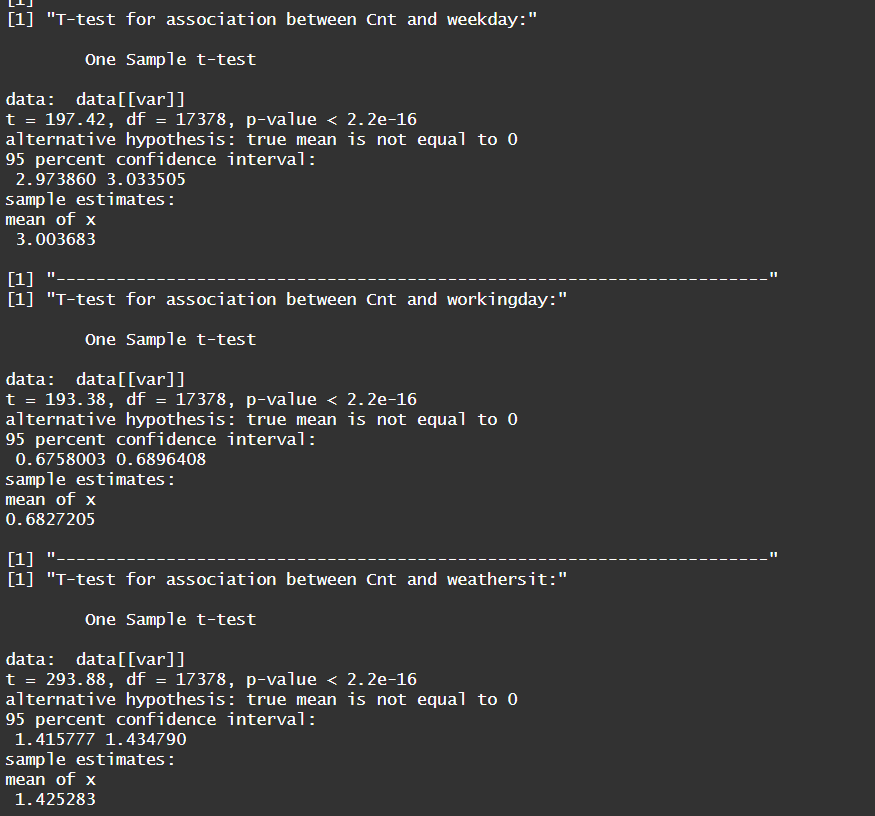 [1]
[1] "T-test for association between Cnt and weekday:"
One Sample t-test
data:  data[[var]]
t = 197.42, df = 17378, p-value < 2.2e-16
alternative hypothesis: true mean is not equal to 0
95 percent confidence interval:
2.973860 3.033505
sample estimates:
mean of x
3.003683
[1] "-----------------------------------------------------------------------"
[1] "T-test for association between Cnt and workingday:"
One Sample t-test
data:  data[[var]]
t = 193.38, df = 17378, p-value < 2.2e-16
alternative hypothesis: true mean is not equal to 0
95 percent confidence interval:
0.6758003 0.6896408
sample estimates:
mean of x
0.6827205
[1] "-----------------------------------------------------------------------"
[1] "T-test for association between Cnt and weathersit:"
One Sample t-test
data:  data[[var]]
t = 293.88, df = 17378, p-value < 2.2e-16
alternative hypothesis: true mean is not equal to 0
95 percent confidence interval:
1.415777 1.434790
sample estimates:
mean of x
1.425283